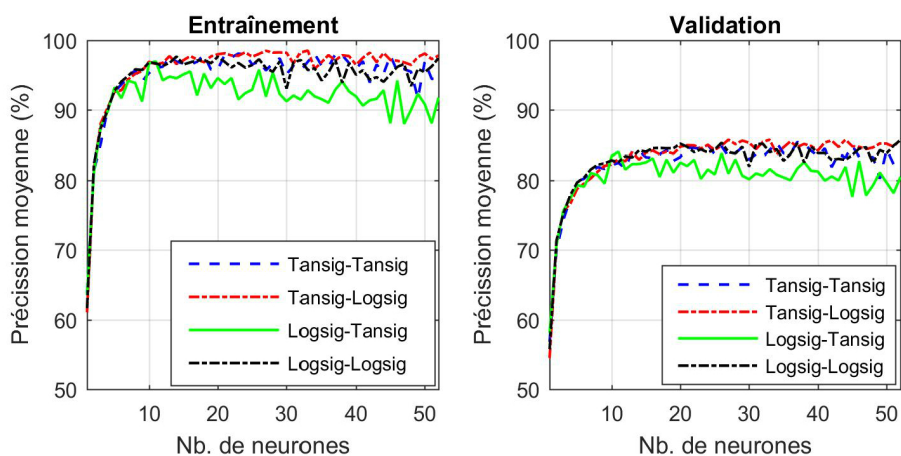 Entraînement
Précission moyenne (%)
100
90
80
70
60
50
10
20
30
40
50
Nb. de neurones
Tansig-Tansig
Tansig-Logsig
Logsig-Tansig
Logsig-Logsig
Validation
Précission moyenne (%)
100
90
80
70
60
50
10
20
30
40
50
Nb. de neurones
Tansig-Tansig
Tansig-Logsig
Logsig-Tansig
Logsig-Logsig